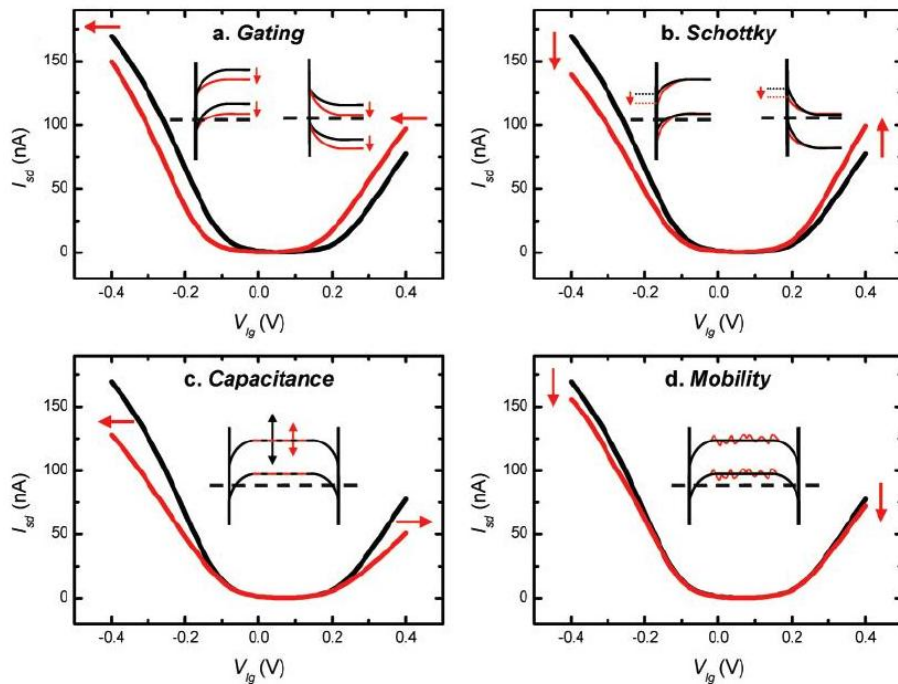 a. Gating
I_sd (nA)
150
100
50
0
-0.4 -0.2 0.0 0.2 0.4
V_lg (V)
b. Schottky
I_sd (nA)
150
100
50
0
-0.4 -0.2 0.0 0.2 0.4
V_lg (V)
c. Capacitance
I_sd (nA)
150
100
50
0
-0.4 -0.2 0.0 0.2 0.4
V_lg (V)
d. Mobility
I_sd (nA)
150
100
50
0
-0.4 -0.2 0.0 0.2 0.4
V_lg (V)